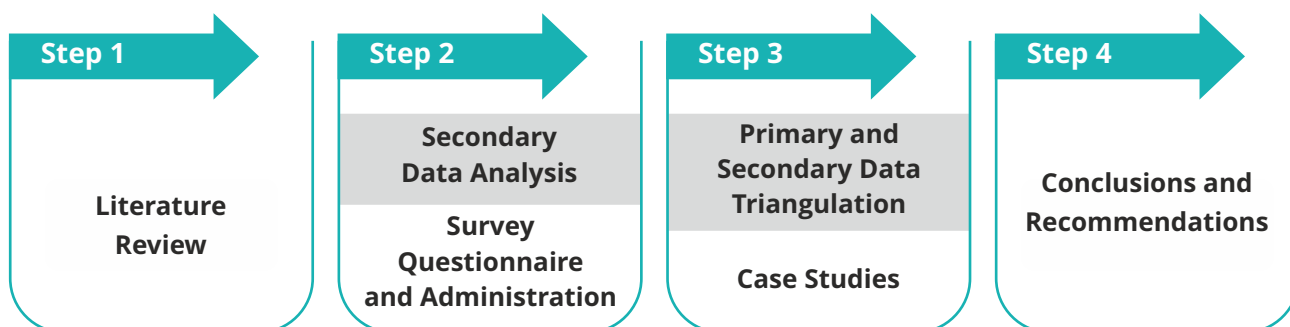 Step 1
Literature
Review
Step 2
Secondary
Data Analysis
Survey
Questionnaire
and Administration
Step 3
Primary and
Secondary Data
Triangulation
Case Studies
Step 4
Conclusions and
Recommendations